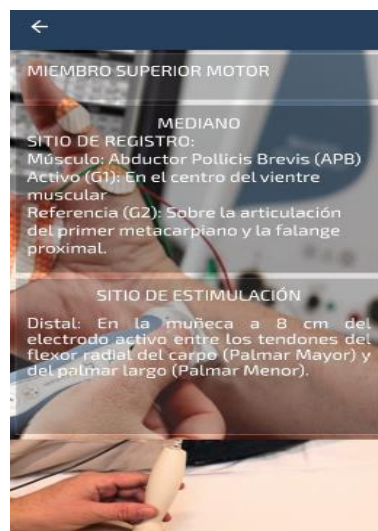 MIEMBRO SUPERIOR MOTOR
MEDIANO
SITIO DE REGISTRO:
Músculo: Abductor Pollicis Brevis (APB)
Activo (G1): En el centro del vientre
muscular
Referencia (G2): Sobre la articulación
del primer metacarpiano y la falange
proximal.
SITIO DE ESTIMULACIÓN
Distal: En la muñeca a 8 cm del
electrodo activo entre los tendones del
flexor radial del carpo (Palmar Mayor) y
del palmar largo (Palmar Menor).